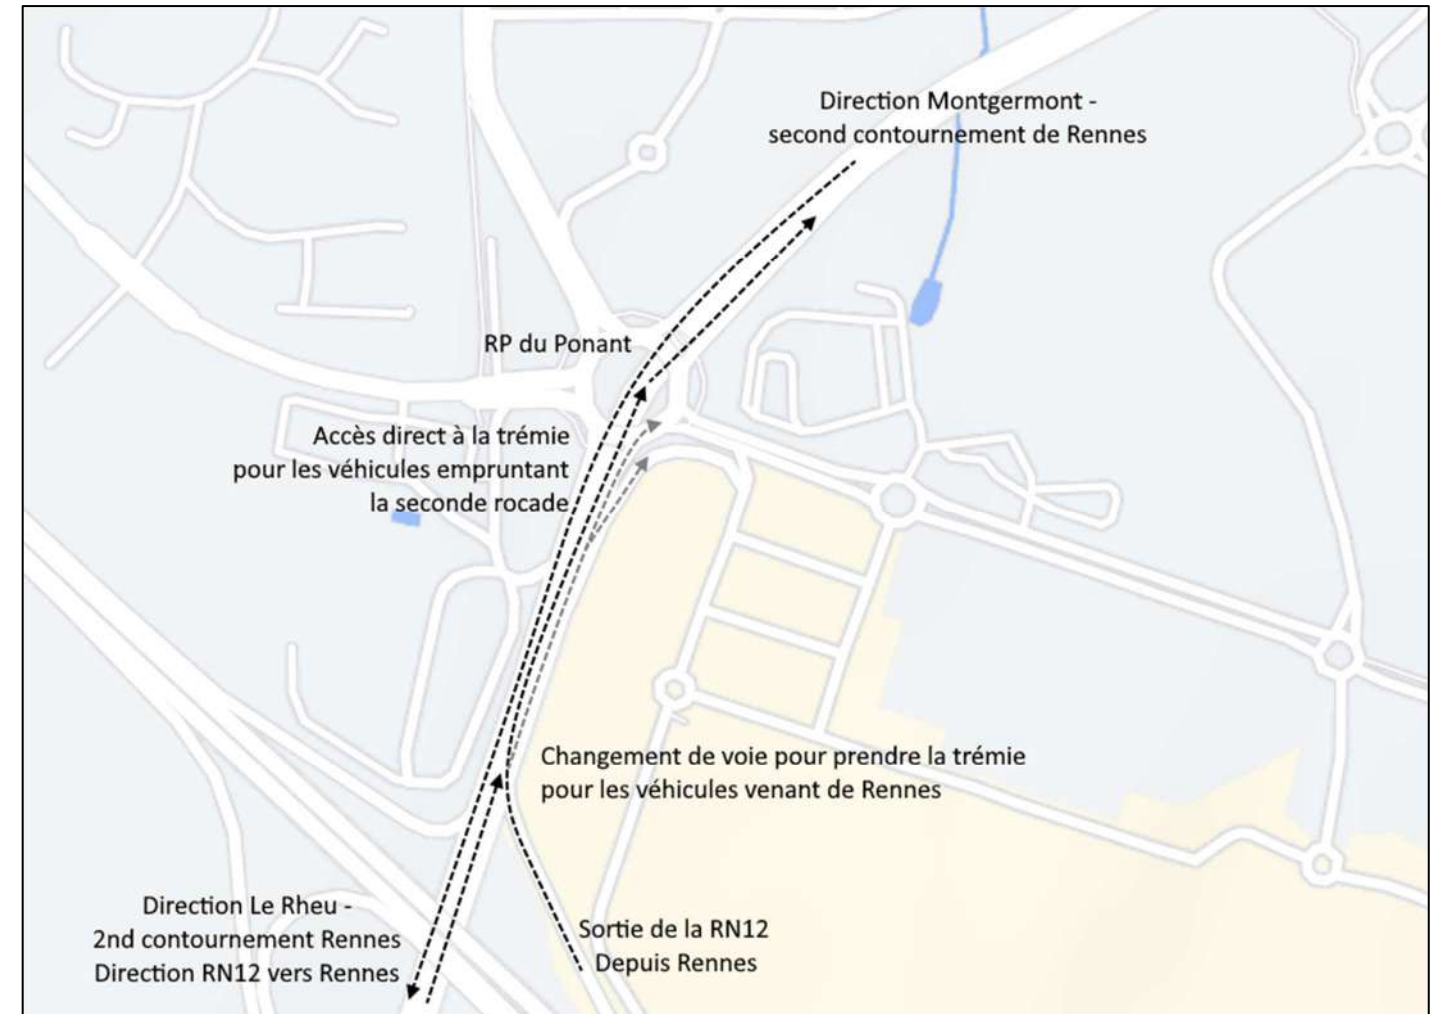 Direction Montgermont -
second contournement de Rennes
RP du Ponant
Accès direct à la trémie
pour les véhicules empruntant
la seconde rocade
Changement de voie pour prendre la trémie
pour les véhicules venant de Rennes
Direction Le Rheu -
2nd contournement Rennes
Direction RN12 vers Rennes
Sortie de la RN12
Depuis Rennes